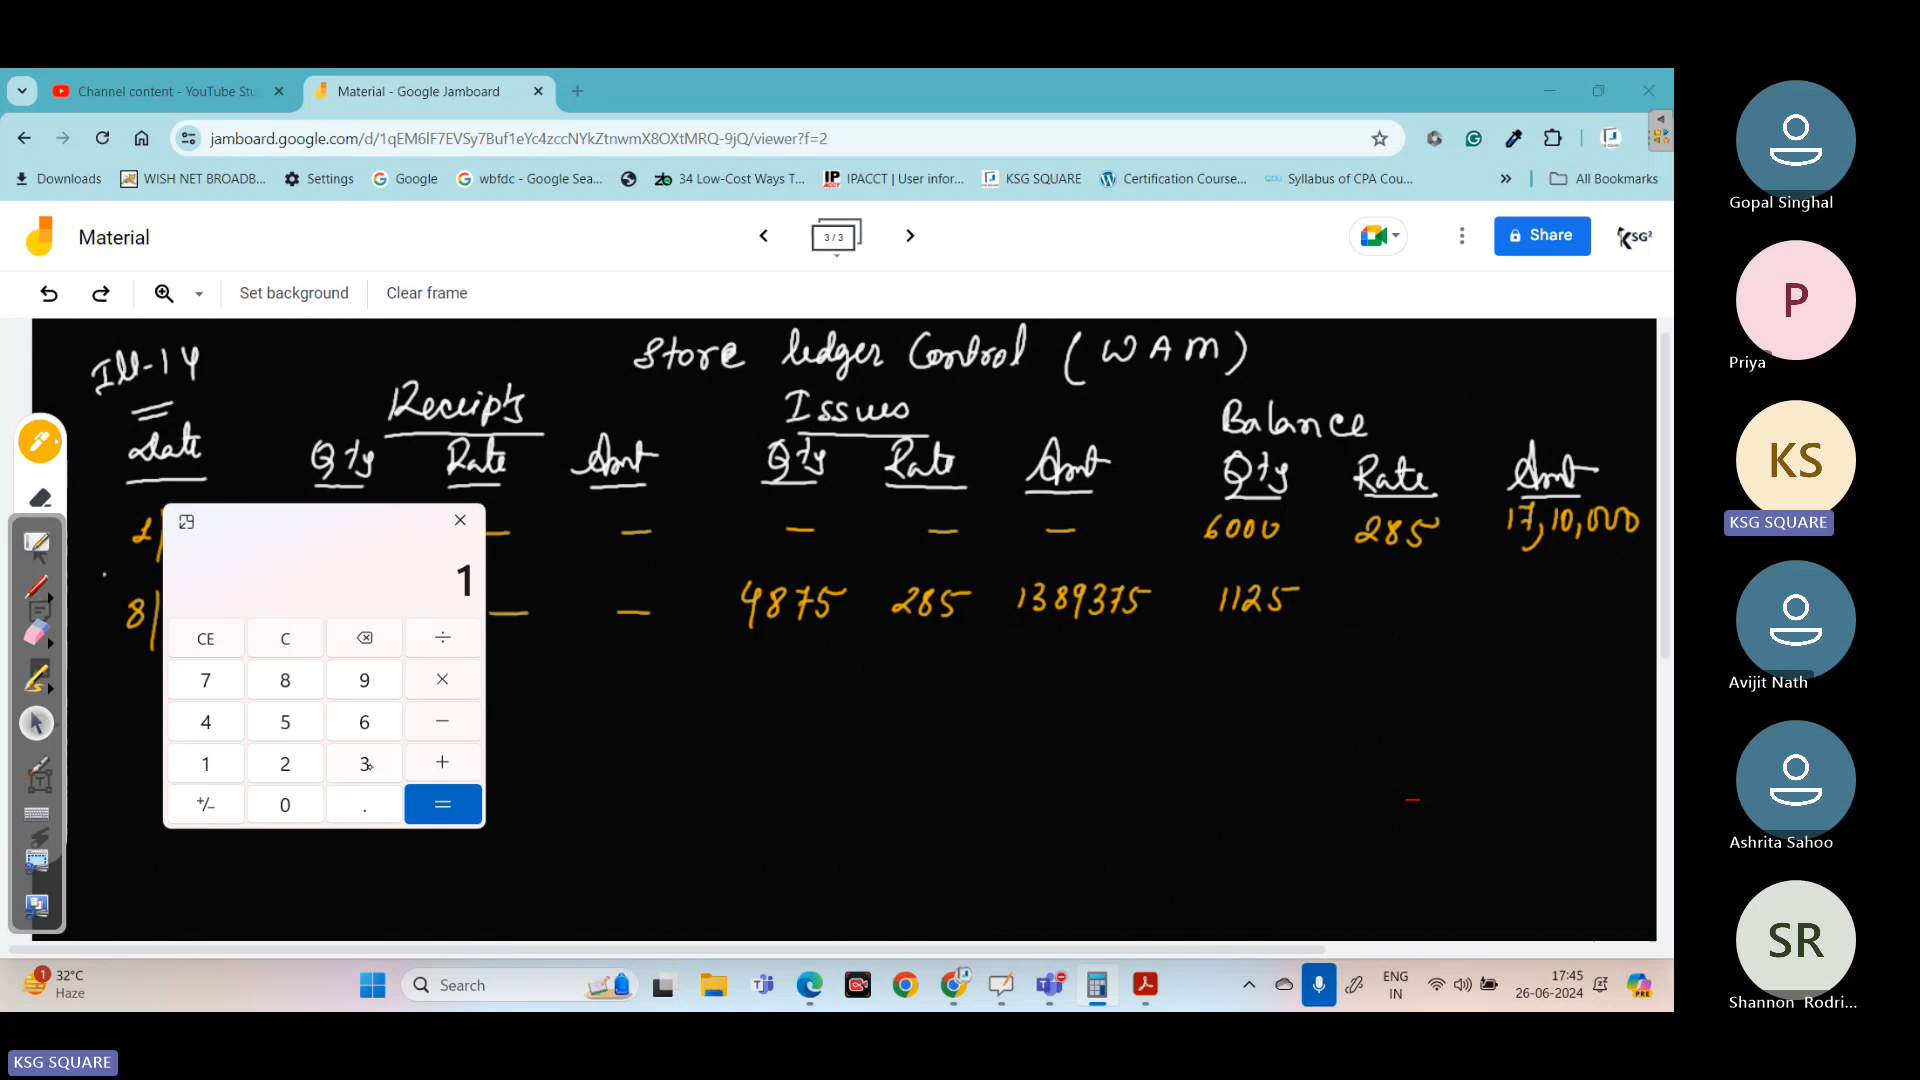 Channel content - YouTube Stu
Material - Google Jamboard
jamboard.google.com/d/1qEM6lF7EVSy7Buf1eYc4zccNYkZtnwmX8OXtMRQ-9jQ/viewer?f=2
Downloads WISH NET BROADB... Settings Google wbfdc - Google Sea... 34 Low-Cost Ways T... IPACCT | User infor... KSG SQUARE Certification Course... Syllabus of CPA Cou... All Bookmarks
Material
3 / 3
Share
KSG²
Set background Clear frame
Ill-14 Store ledger Control (WAM)
Receipts Issues Balance
Date Qty Rate Amt Qty Rate Amt Qty Rate Amt
1/ — — — — — 6000 285 17,10,000
8/ — — 4875 285 1389375 1125
1
CE C ÷
7 8 9 ×
4 5 6 −
1 2 3 +
+/− 0 . =
Gopal Singhal
P
Priya
KS
KSG SQUARE
Avijit Nath
Ashrita Sahoo
SR
Shannon Rodri...
1 32°C
Haze
Search
ENG
IN
17:45
26-06-2024
PRE
KSG SQUARE